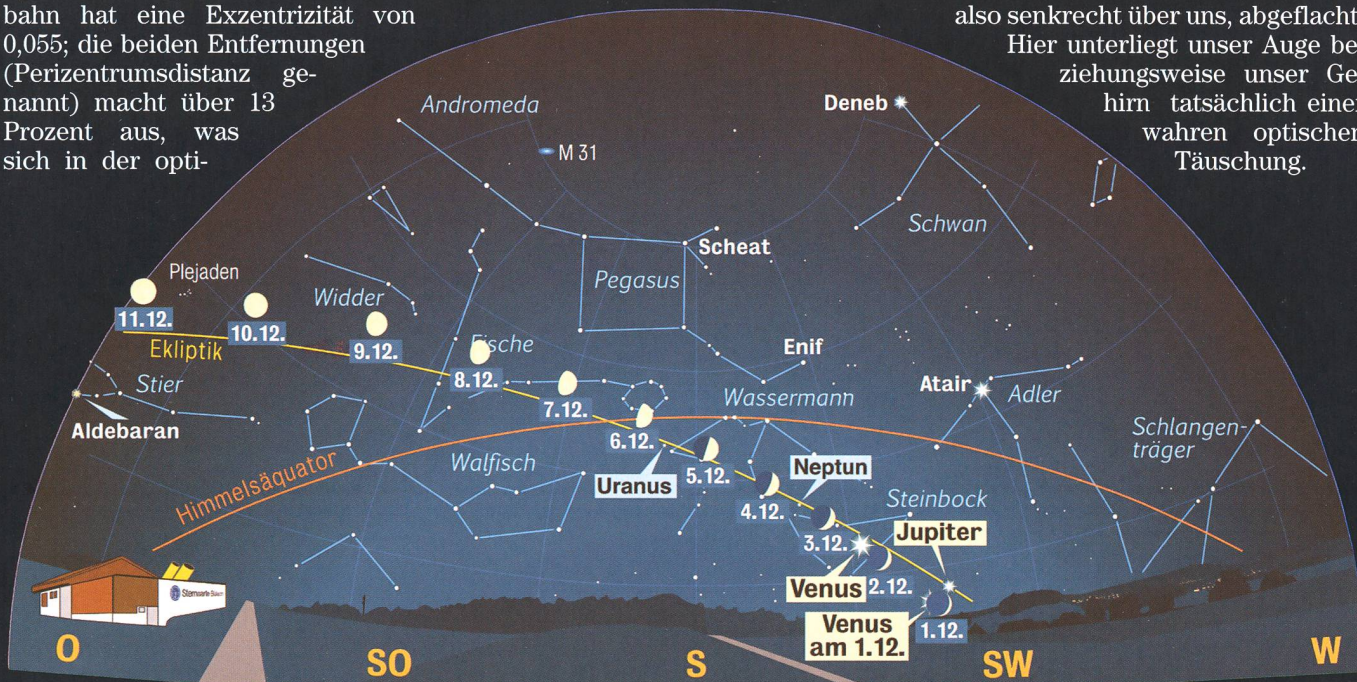 bahn hat eine Exzentrizität von
0,055; die beiden Entfernungen
(Perizentrumsdistanz ge-
nannt) macht über 13
Prozent aus, was
sich in der opti-
also senkrecht über uns, abgeflacht
Hier unterliegt unser Auge be
ziehungsweise unser Ge
hirn tatsächlich einer
wahren optischen
Täuschung.
Andromeda
M 31
Deneb
Schwan
Scheat
Pegasus
Plejaden
Widder
11.12.
10.12.
9.12.
Ekliptik
Fische
Enif
8.12.
Stier
7.12.
Wassermann
Atair
Adler
Aldebaran
6.12.
Schlangen-
träger
Walfisch
5.12.
Neptun
Himmelsäquator
Uranus
4.12.
Steinbock
3.12.
Jupiter
Venus
2.12.
Sternwarte Bülach
Venus
am 1.12.
1.12.
O
SO
S
SW
W